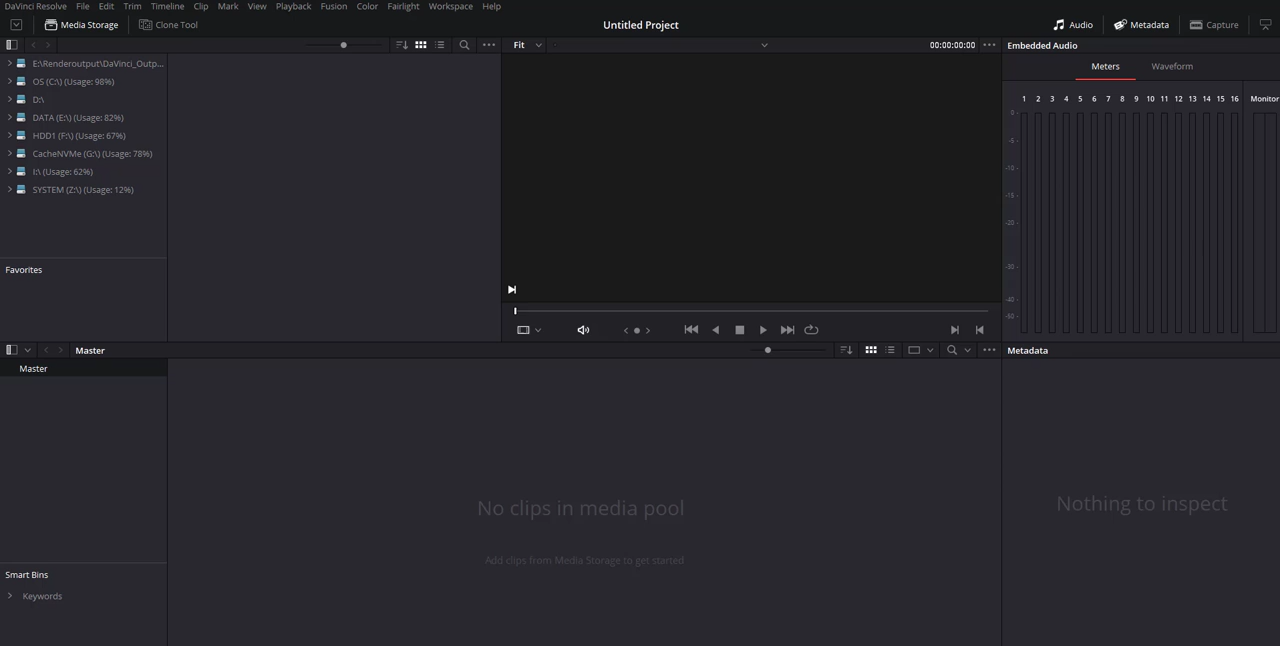 DaVinci Resolve File Edit Trim Timeline Clip Mark View Playback Fusion Color Fairlight Workspace Help
Media Storage Clone Tool Untitled Project Audio Metadata Capture
Fit 00:00:00:00 Embedded Audio
Meters Waveform
1 2 3 4 5 6 7 8 9 10 11 12 13 14 15 16 Monitor
0
-5
-10
-15
-20
-30
-40
-50
E:\Renderoutput\DaVinci_Outp...
OS (C:\) (Usage: 98%)
D:\
DATA (E:\) (Usage: 82%)
HDD1 (F:\) (Usage: 67%)
CacheNVMe (G:\) (Usage: 78%)
I:\ (Usage: 62%)
SYSTEM (Z:\) (Usage: 12%)
Favorites
Master Metadata
Master
No clips in media pool
Add clips from Media Storage to get started
Nothing to inspect
Smart Bins
Keywords